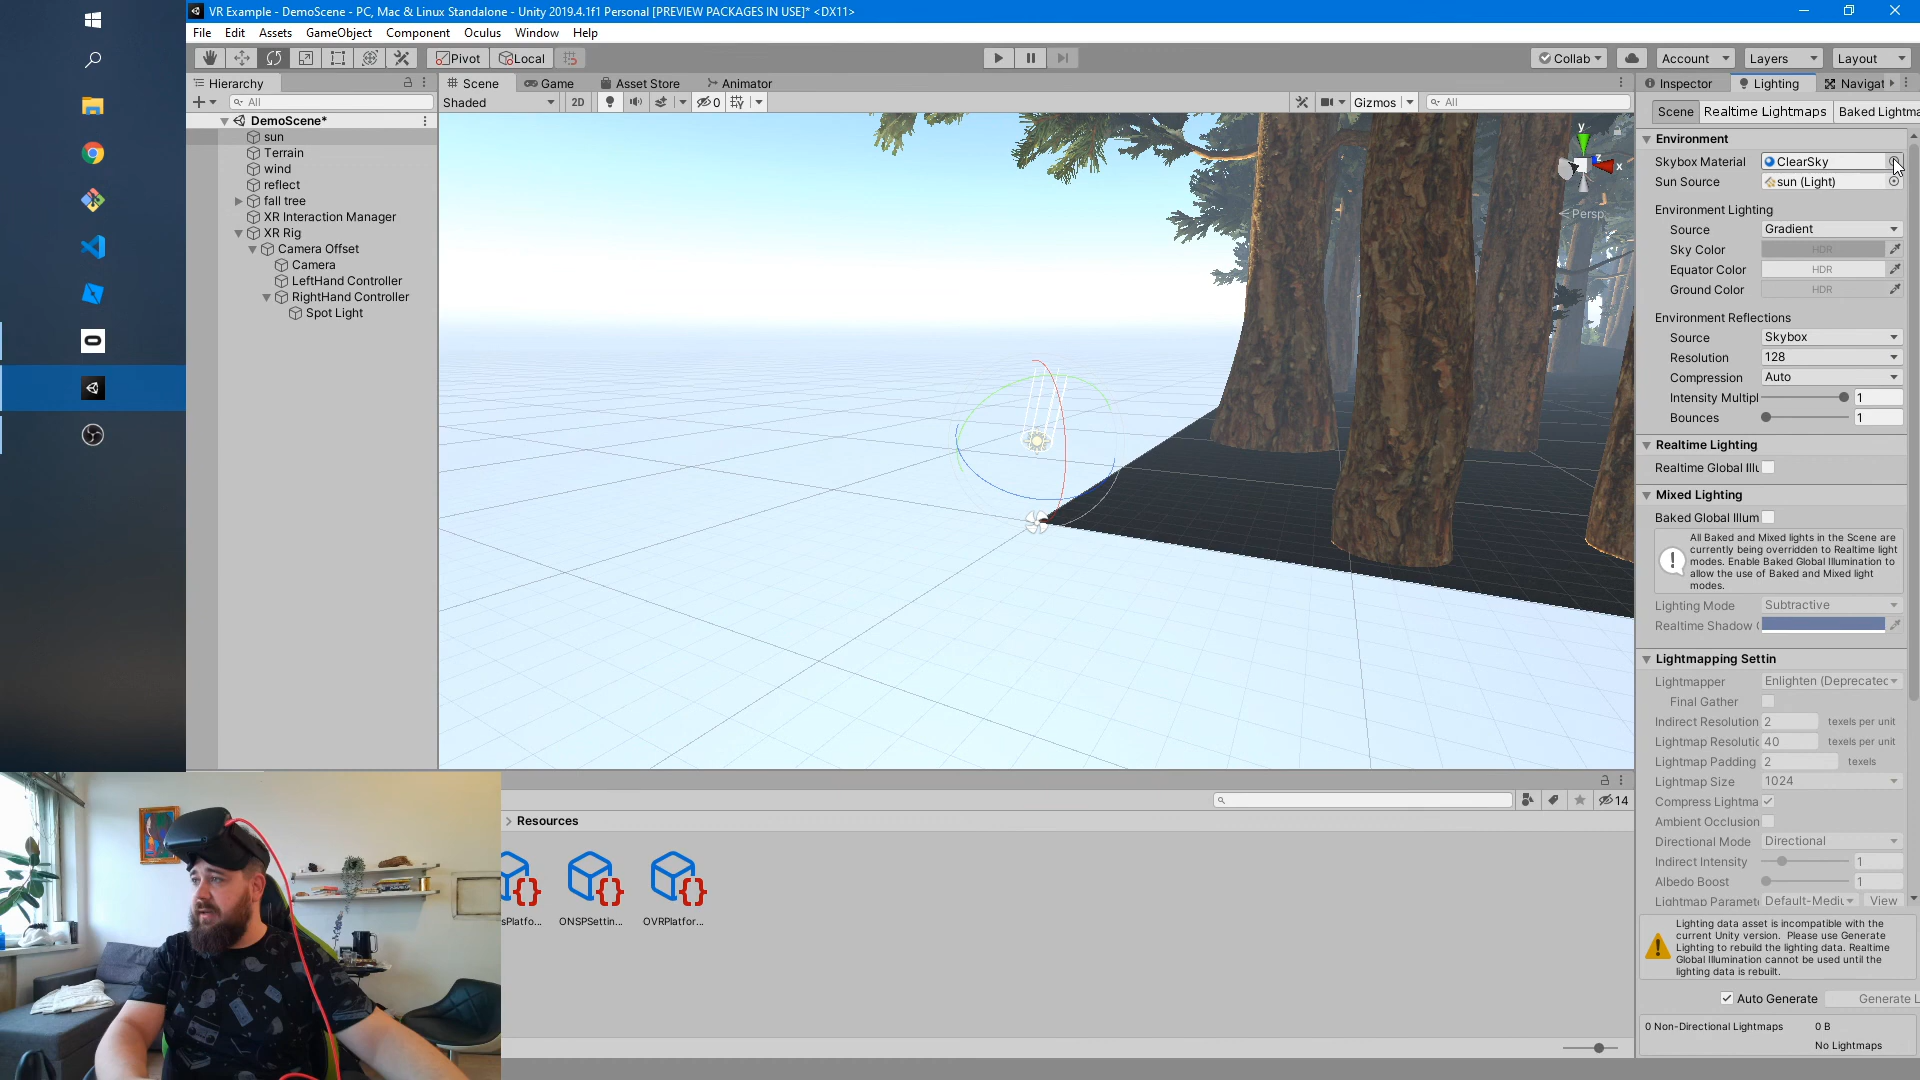 VR Example - DemoScene - PC, Mac & Linux Standalone - Unity 2019.4.1f1 Personal [PREVIEW PACKAGES IN USE]* <DX11>
File Edit Assets GameObject Component Oculus Window Help
Pivot Local Collab Account Layers Layout
Hierarchy Scene Game Asset Store Animator Inspector Lighting Navigat
All Shaded 2D 0 Gizmos All
Scene Realtime Lightmaps Baked Lightma
DemoScene*
sun
Terrain
wind
reflect
fall tree
XR Interaction Manager
XR Rig
Camera Offset
Camera
LeftHand Controller
RightHand Controller
Spot Light
y
z
x
Persp
Environment
Skybox Material ClearSky
Sun Source sun (Light)
Environment Lighting
Source Gradient
Sky Color HDR
Equator Color HDR
Ground Color HDR
Environment Reflections
Source Skybox
Resolution 128
Compression Auto
Intensity Multipl 1
Bounces 1
Realtime Lighting
Realtime Global Illu
Mixed Lighting
Baked Global Illum
All Baked and Mixed lights in the Scene are
currently being overridden to Realtime light
modes. Enable Baked Global Illumination to
allow the use of Baked and Mixed light
modes.
Lighting Mode Subtractive
Realtime Shadow
Lightmapping Settin
Lightmapper Enlighten (Deprecatec
Final Gather
Indirect Resolution 2 texels per unit
Lightmap Resolutic 40 texels per unit
Lightmap Padding 2 texels
Lightmap Size 1024
Compress Lightma
Ambient Occlusion
Directional Mode Directional
Indirect Intensity 1
Albedo Boost 1
Lightmap Paramet Default-Mediu View
Lighting data asset is incompatible with the
current Unity version. Please use Generate
Lighting to rebuild the lighting data. Realtime
Global Illumination cannot be used until the
lighting data is rebuilt.
Auto Generate Generate L
0 Non-Directional Lightmaps 0 B
No Lightmaps
14
Resources
sPlatfo... ONSPSettin... OVRPlatfor...